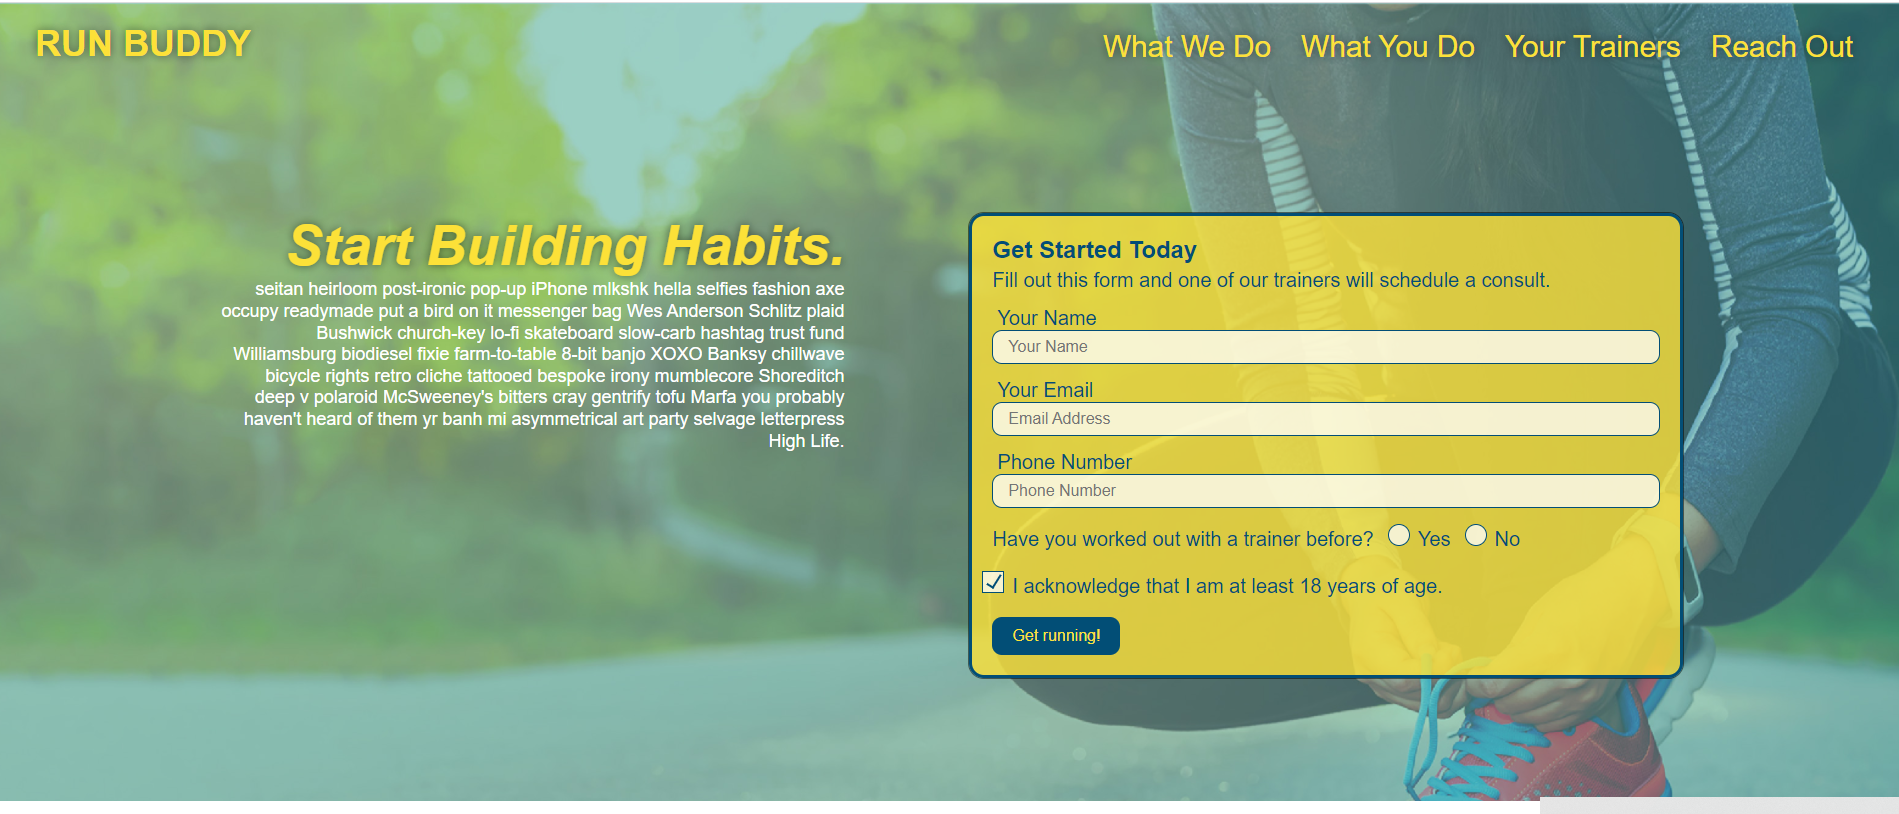 RUN BUDDY
What We Do What You Do Your Trainers Reach Out
Start Building Habits.
seitan heirloom post-ironic pop-up iPhone mlkshk hella selfies fashion axe
occupy readymade put a bird on it messenger bag Wes Anderson Schlitz plaid
Bushwick church-key lo-fi skateboard slow-carb hashtag trust fund
Williamsburg biodiesel fixie farm-to-table 8-bit banjo XOXO Banksy chillwave
bicycle rights retro cliche tattooed bespoke irony mumblecore Shoreditch
deep v polaroid McSweeney's bitters cray gentrify tofu Marfa you probably
haven't heard of them yr banh mi asymmetrical art party selvage letterpress
High Life.
Get Started Today
Fill out this form and one of our trainers will schedule a consult.
Your Name
Your Name
Your Email
Email Address
Phone Number
Phone Number
Have you worked out with a trainer before? Yes No
I acknowledge that I am at least 18 years of age.
Get running!